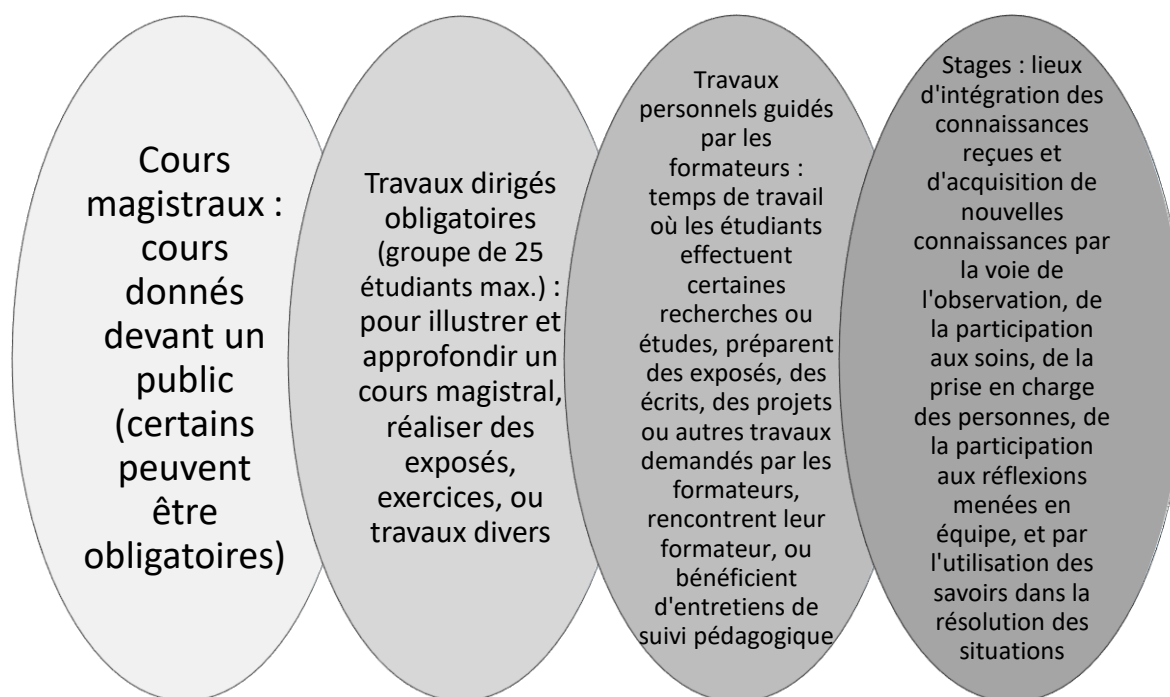 Cours
magistraux :
cours
donnés
devant un
public
(certains
peuvent
être
obligatoires)
Travaux dirigés
obligatoires
(groupe de 25
étudiants max.) :
pour illustrer et
approfondir un
cours magistral,
réaliser des
exposés,
exercices, ou
travaux divers
Travaux
personnels guidés
par les
formateurs :
temps de travail
où les étudiants
effectuent
certaines
recherches ou
études, préparent
des exposés, des
écrits, des projets
ou autres travaux
demandés par les
formateurs,
rencontrent leur
formateur, ou
bénéficient
d'entretiens de
suivi pédagogique
Stages : lieux
d'intégration des
connaissances
reçues et
d'acquisition de
nouvelles
connaissances par
la voie de
l'observation, de
la participation
aux soins, de la
prise en charge
des personnes, de
la participation
aux réflexions
menées en
équipe, et par
l'utilisation des
savoirs dans la
résolution des
situations